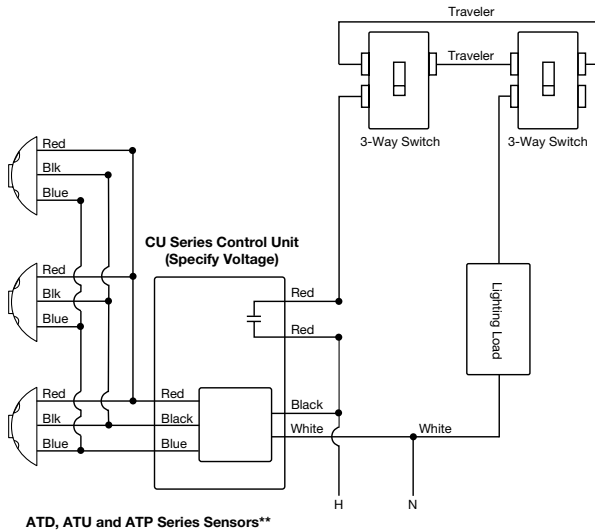 Traveler
Traveler
3-Way Switch
3-Way Switch
Red
Blk
Blue
CU Series Control Unit
(Specify Voltage)
Red
Blk
Blue
Red
Red
Lighting Load
Red
Blk
Blue
Red
Black
Blue
Black
White
White
H
N
ATD, ATU and ATP Series Sensors**